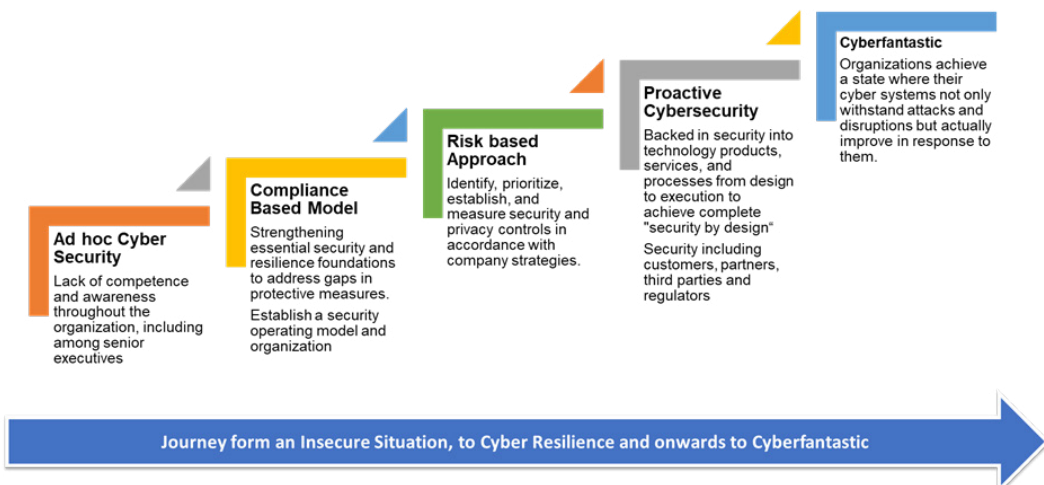 Ad hoc Cyber
Security
Lack of competence
and awareness
throughout the
organization, including
among senior
executives
Compliance
Based Model
Strengthening
essential security and
resilience foundations
to address gaps in
protective measures.
Establish a security
operating model and
organization
Risk based
Approach
Identify, prioritize,
establish, and
measure security and
privacy controls in
accordance with
company strategies.
Proactive
Cybersecurity
Backed in security into
technology products,
services, and
processes from design
to execution to
achieve complete
"security by design“
Security including
customers, partners,
third parties and
regulators
Cyberfantastic
Organizations achieve
a state where their
cyber systems not only
withstand attacks and
disruptions but actually
improve in response to
them.
Journey form an Insecure Situation, to Cyber Resilience and onwards to Cyberfantastic